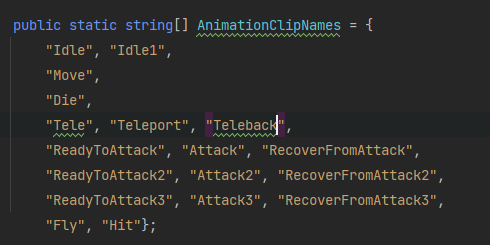 public static string[] AnimationClipNames = {
"Idle", "Idle1",
"Move",
"Die",
"Tele", "Teleport", "Teleback",
"ReadyToAttack", "Attack", "RecoverFromAttack",
"ReadyToAttack2", "Attack2", "RecoverFromAttack2",
"ReadyToAttack3", "Attack3", "RecoverFromAttack3",
"Fly", "Hit"};